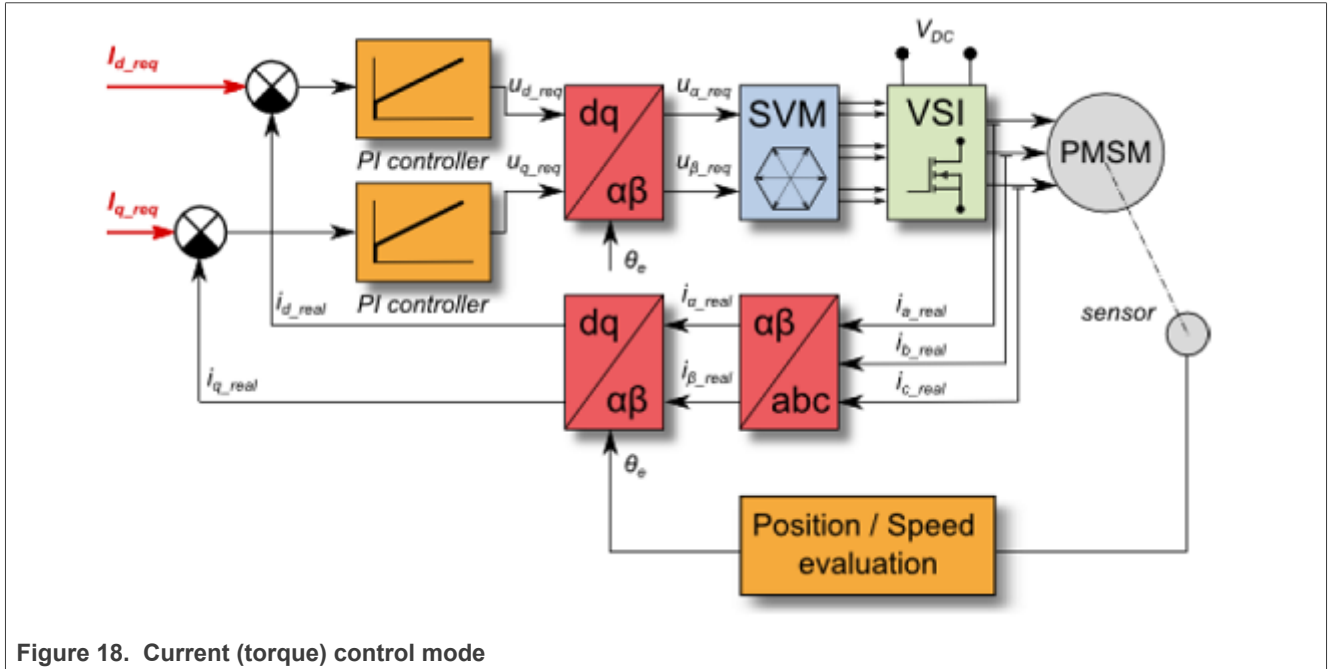 V_DC
I_d_req
u_d_req
u_α_req
dq
αβ
SVM
VSI
PMSM
PI controller
u_q_req
u_β_req
I_q_req
θ_e
PI controller
i_d_real
dq
αβ
i_α_real
αβ
abc
i_a_real
sensor
i_b_real
i_q_real
i_β_real
i_c_real
θ_e
Position / Speed
evaluation
Figure 18. Current (torque) control mode